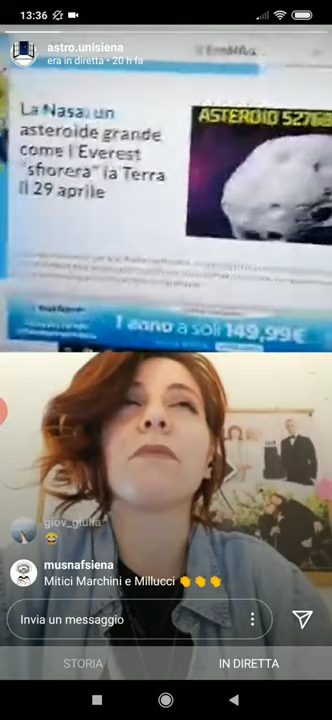 13:36
astro.unisiena
era in diretta • 20 h fa
La Nasa: un
asteroide grande
come l'Everest
"sfiorerà" la Terra
il 29 aprile
ASTEROID 52768
1 anno a soli 149,99€
giov_giulia
😂
musnafsiena
Mitici Marchini e Millucci 👏👏👏
Invia un messaggio
STORIA
IN DIRETTA